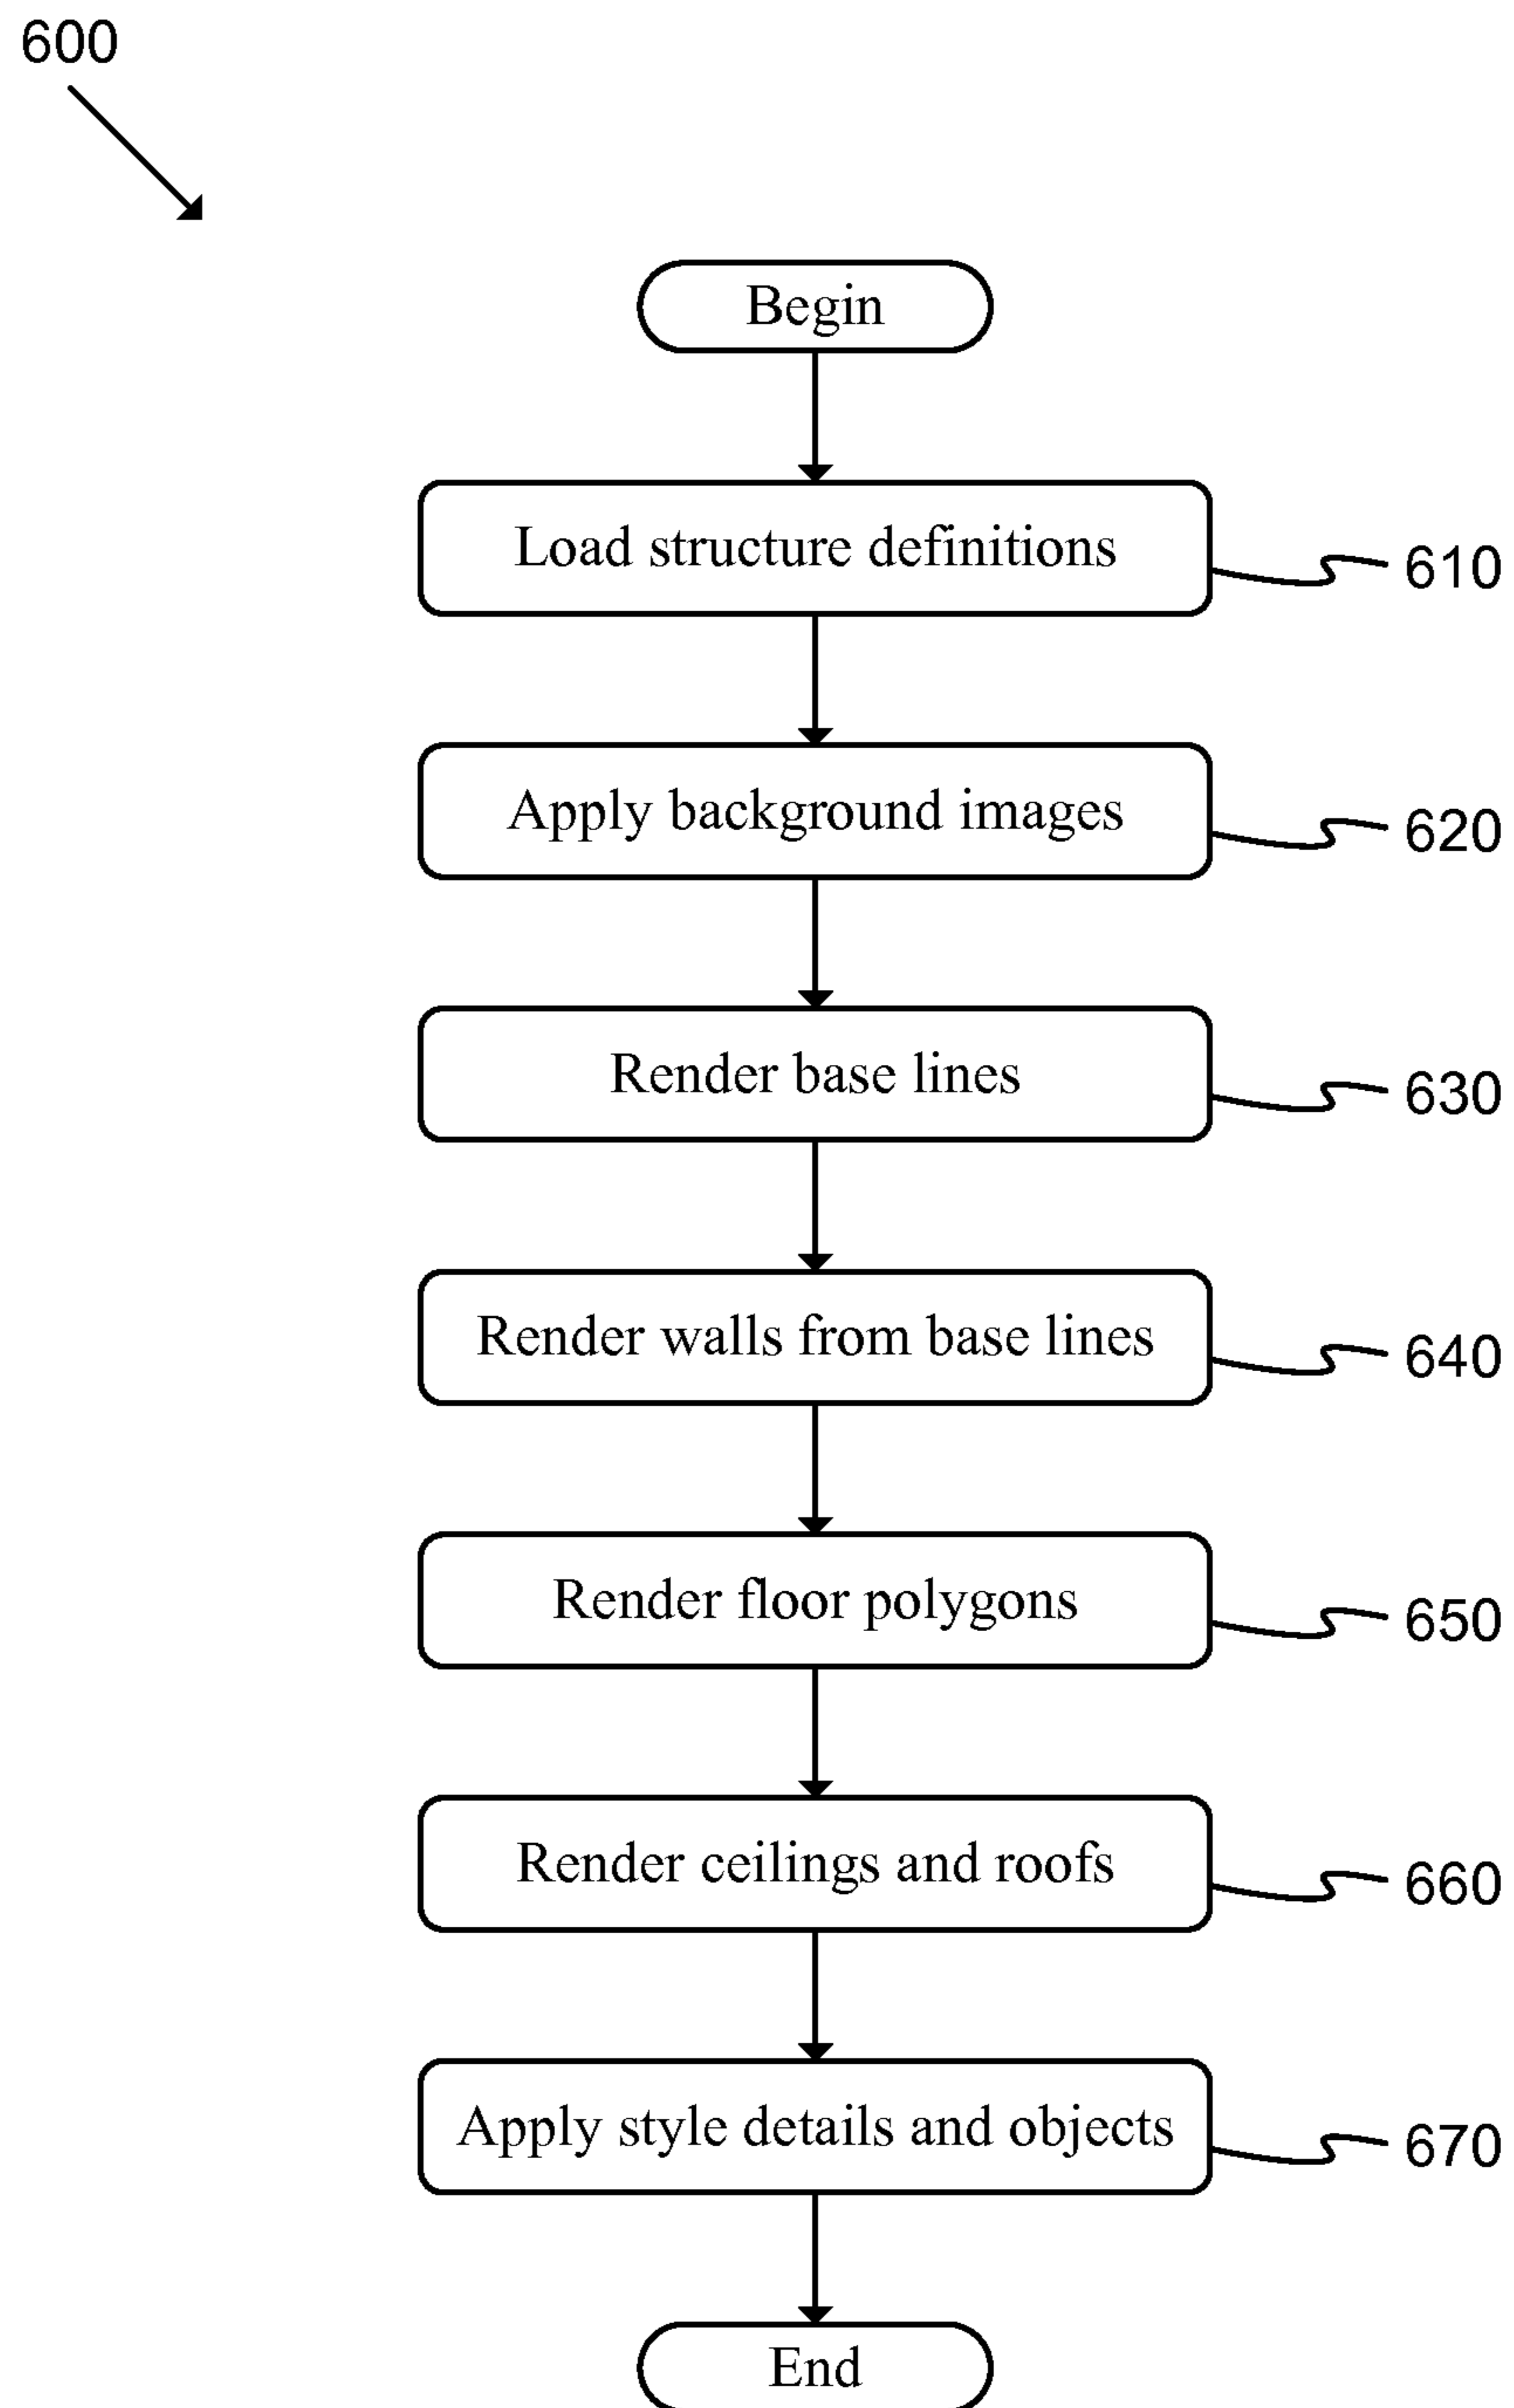 600
Begin
Load structure definitions
610
Apply background images
620
Render base lines
630
Render walls from base lines
640
Render floor polygons
650
Render ceilings and roofs
660
Apply style details and objects
670
End